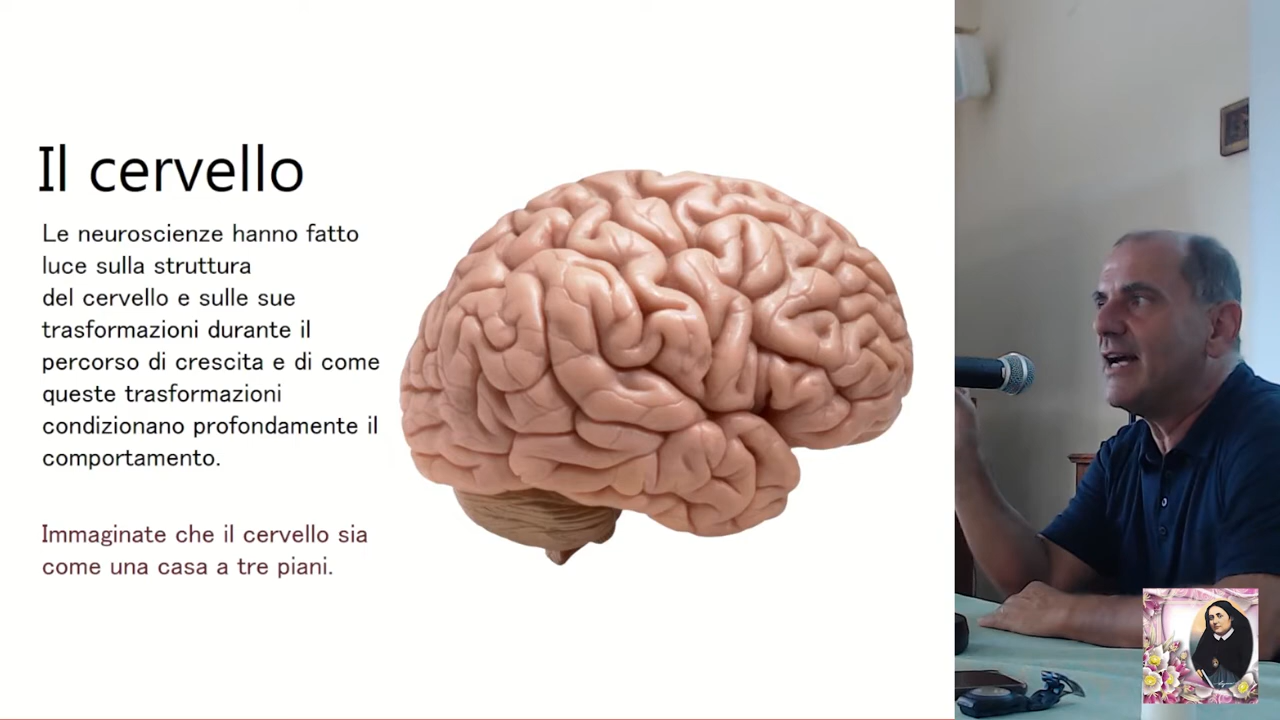 Il cervello
Le neuroscienze hanno fatto
luce sulla struttura
del cervello e sulle sue
trasformazioni durante il
percorso di crescita e di come
queste trasformazioni
condizionano profondamente il
comportamento.
Immaginate che il cervello sia
come una casa a tre piani.